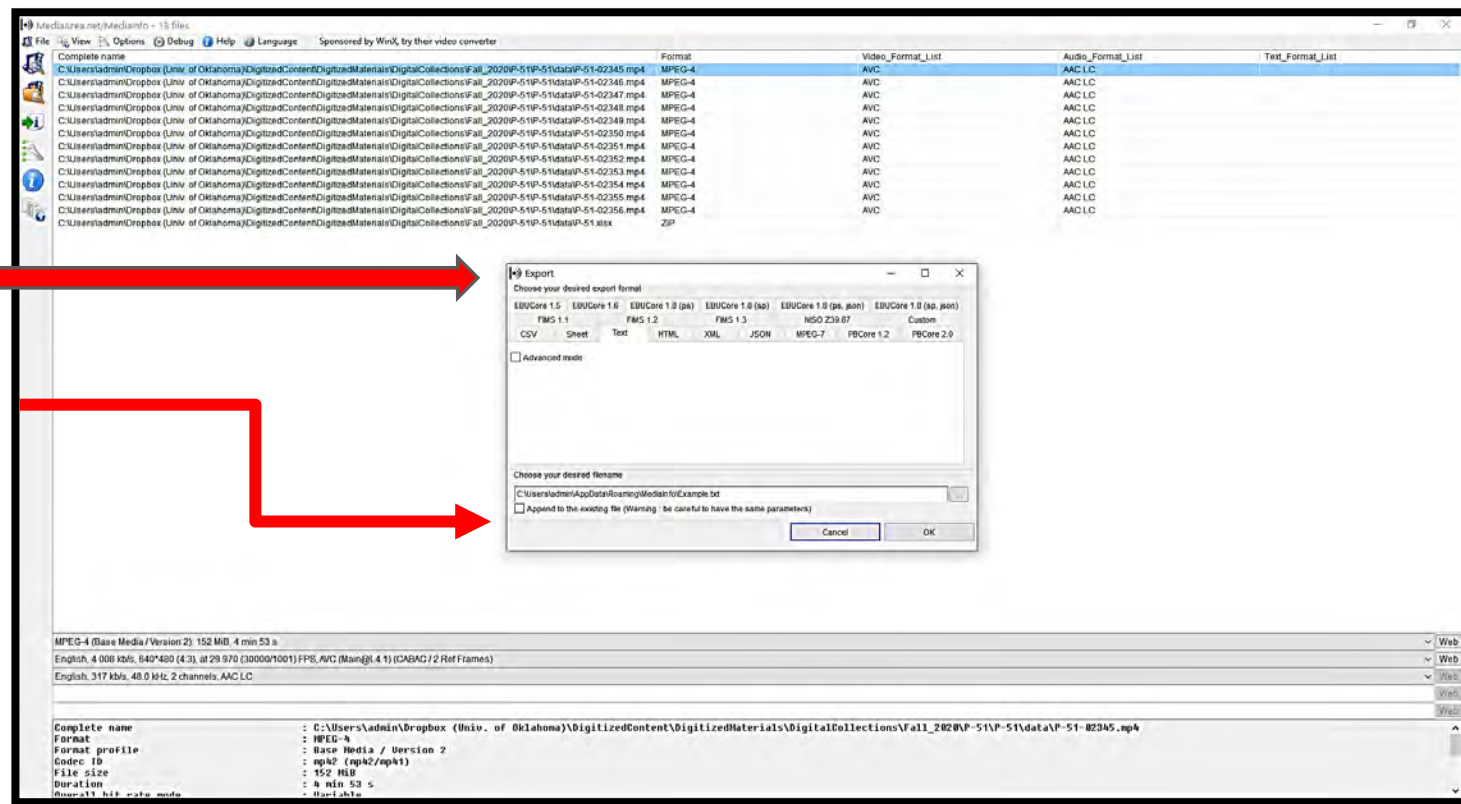 MediaArea.net/MediaInfo - 13 files
File View Options Debug Help Language Sponsored by WinX, try their video converter
Complete name Format Video_Format_List Audio_Format_List Text_Format_List
C:\Users\admin\Dropbox (Univ. of Oklahoma)\DigitizedContent\DigitizedMaterials\DigitalCollections\Fall_2020\P-51\P-51\data\P-51-02345.mp4 MPEG-4 AVC AAC LC
C:\Users\admin\Dropbox (Univ. of Oklahoma)\DigitizedContent\DigitizedMaterials\DigitalCollections\Fall_2020\P-51\P-51\data\P-51-02346.mp4 MPEG-4 AVC AAC LC
C:\Users\admin\Dropbox (Univ. of Oklahoma)\DigitizedContent\DigitizedMaterials\DigitalCollections\Fall_2020\P-51\P-51\data\P-51-02347.mp4 MPEG-4 AVC AAC LC
C:\Users\admin\Dropbox (Univ. of Oklahoma)\DigitizedContent\DigitizedMaterials\DigitalCollections\Fall_2020\P-51\P-51\data\P-51-02348.mp4 MPEG-4 AVC AAC LC
C:\Users\admin\Dropbox (Univ. of Oklahoma)\DigitizedContent\DigitizedMaterials\DigitalCollections\Fall_2020\P-51\P-51\data\P-51-02349.mp4 MPEG-4 AVC AAC LC
C:\Users\admin\Dropbox (Univ. of Oklahoma)\DigitizedContent\DigitizedMaterials\DigitalCollections\Fall_2020\P-51\P-51\data\P-51-02350.mp4 MPEG-4 AVC AAC LC
C:\Users\admin\Dropbox (Univ. of Oklahoma)\DigitizedContent\DigitizedMaterials\DigitalCollections\Fall_2020\P-51\P-51\data\P-51-02351.mp4 MPEG-4 AVC AAC LC
C:\Users\admin\Dropbox (Univ. of Oklahoma)\DigitizedContent\DigitizedMaterials\DigitalCollections\Fall_2020\P-51\P-51\data\P-51-02352.mp4 MPEG-4 AVC AAC LC
C:\Users\admin\Dropbox (Univ. of Oklahoma)\DigitizedContent\DigitizedMaterials\DigitalCollections\Fall_2020\P-51\P-51\data\P-51-02353.mp4 MPEG-4 AVC AAC LC
C:\Users\admin\Dropbox (Univ. of Oklahoma)\DigitizedContent\DigitizedMaterials\DigitalCollections\Fall_2020\P-51\P-51\data\P-51-02354.mp4 MPEG-4 AVC AAC LC
C:\Users\admin\Dropbox (Univ. of Oklahoma)\DigitizedContent\DigitizedMaterials\DigitalCollections\Fall_2020\P-51\P-51\data\P-51-02355.mp4 MPEG-4 AVC AAC LC
C:\Users\admin\Dropbox (Univ. of Oklahoma)\DigitizedContent\DigitizedMaterials\DigitalCollections\Fall_2020\P-51\P-51\data\P-51-02356.mp4 MPEG-4 AVC AAC LC
C:\Users\admin\Dropbox (Univ. of Oklahoma)\DigitizedContent\DigitizedMaterials\DigitalCollections\Fall_2020\P-51\P-51\data\P-51.xlsx ZIP
Export
Choose your desired export format
EBUCore 1.5 EBUCore 1.6 EBUCore 1.8 (ps) EBUCore 1.8 (sp) EBUCore 1.8 (ps, json) EBUCore 1.8 (sp, json)
FIMS 1.1 FIMS 1.2 FIMS 1.3 NISO Z39.87 Custom
CSV Sheet Text HTML XML JSON MPEG-7 PBCore 1.2 PBCore 2.0
Advanced mode
Choose your desired filename
C:\Users\admin\AppData\Roaming\MediaInfo\Example.txt ...
Append to the existing file (Warning : be careful to have the same parameters)
Cancel OK
MPEG-4 (Base Media / Version 2): 152 MiB, 4 min 53 s Web
English, 4 008 kb/s, 640*480 (4:3), at 29.970 (30000/1001) FPS, AVC (Main@L4.1) (CABAC / 2 Ref Frames) Web
English, 317 kb/s, 48.0 kHz, 2 channels, AAC LC Web
Web
Web
Complete name : C:\Users\admin\Dropbox (Univ. of Oklahoma)\DigitizedContent\DigitizedMaterials\DigitalCollections\Fall_2020\P-51\P-51\data\P-51-02345.mp4
Format : MPEG-4
Format profile : Base Media / Version 2
Codec ID : mp42 (mp42/mp41)
File size : 152 MiB
Duration : 4 min 53 s
Overall bit rate mode : Variable